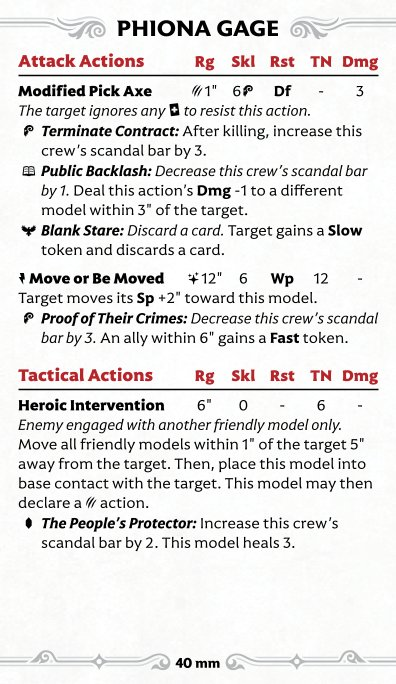 PHIONA GAGE
Attack Actions Rg Skl Rst TN Dmg
Modified Pick Axe 1" 6 Df - 3
The target ignores any to resist this action.
Terminate Contract: After killing, increase this
crew's scandal bar by 3.
Public Backlash: Decrease this crew's scandal bar
by 1. Deal this action's Dmg -1 to a different
model within 3" of the target.
Blank Stare: Discard a card. Target gains a Slow
token and discards a card.
Move or Be Moved 12" 6 Wp 12 -
Target moves its Sp +2" toward this model.
Proof of Their Crimes: Decrease this crew's scandal
bar by 3. An ally within 6" gains a Fast token.
Tactical Actions Rg Skl Rst TN Dmg
Heroic Intervention 6" 0 - 6 -
Enemy engaged with another friendly model only.
Move all friendly models within 1" of the target 5"
away from the target. Then, place this model into
base contact with the target. This model may then
declare a action.
The People's Protector: Increase this crew's
scandal bar by 2. This model heals 3.
40 mm